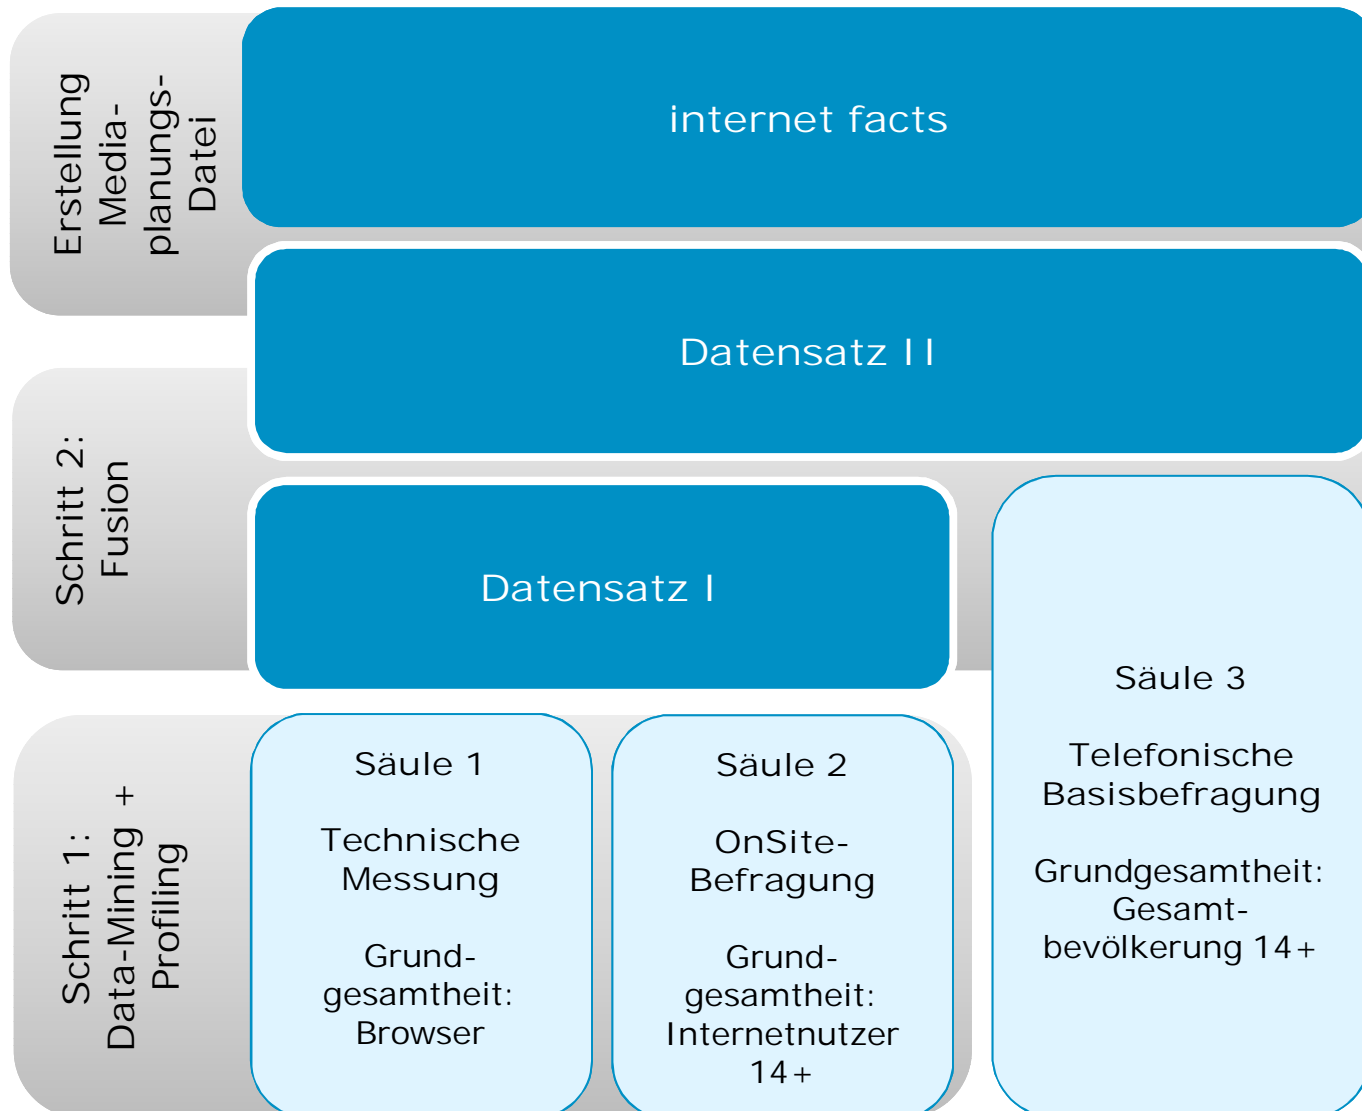 Erstellung
Media-
planungs-
Datei
internet facts
Datensatz II
Schritt 2:
Fusion
Datensatz I
Schritt 1:
Data-Mining +
Profiling
Säule 1
Technische
Messung
Grund-
gesamtheit:
Browser
Säule 2
OnSite-
Befragung
Grund-
gesamtheit:
Internetnutzer
14+
Säule 3
Telefonische
Basisbefragung
Grundgesamtheit:
Gesamt-
bevölkerung 14+